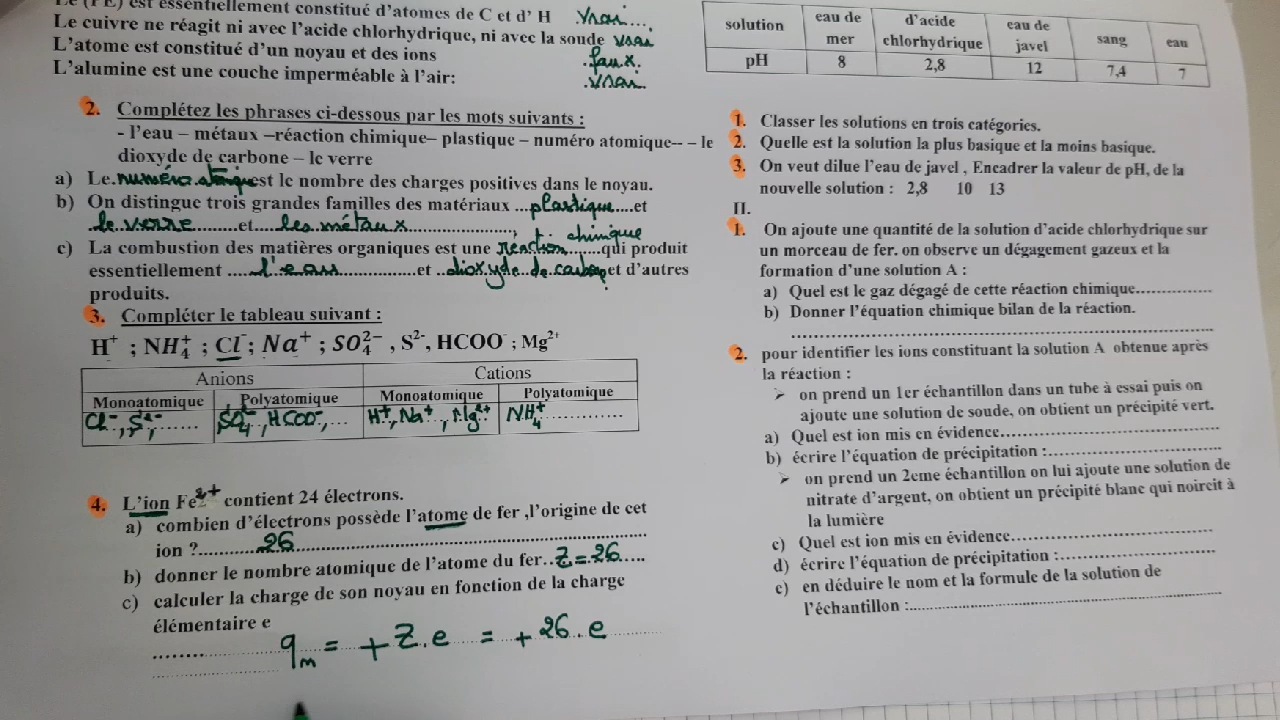 Le (PE) est essentiellement constitué d'atomes de C et d' H .Vrai....
Le cuivre ne réagit ni avec l'acide chlorhydrique, ni avec la soude vrai
L'atome est constitué d'un noyau et des ions .faux.
L'alumine est une couche imperméable à l'air: .vrai.
2. Complétez les phrases ci-dessous par les mots suivants :
- l'eau – métaux –réaction chimique– plastique – numéro atomique-- – le
dioxyde de carbone – le verre
a) Le.numéro atomique est le nombre des charges positives dans le noyau.
b) On distingue trois grandes familles des matériaux ...plastique....et
le verre.........et....les métaux......................;
c) La combustion des matières organiques est une réaction chimique......qui produit
essentiellement .....l'eau................et ..dioxyde de carbone et d'autres
produits.
3. Compléter le tableau suivant :
H⁺ ; NH₄⁺ ; Cl⁻ ; Na⁺ ; SO₄²⁻ , S²⁻, HCOO⁻ ; Mg²⁺
Anions Cations
Monoatomique Polyatomique Monoatomique Polyatomique
Cl⁻, S²⁻, ....... SO₄²⁻, HCOO⁻, ... H⁺, Na⁺, Mg²⁺ NH₄⁺...............
4. L'ion Fe²⁺ contient 24 électrons.
a) combien d'électrons possède l'atome de fer ,l'origine de cet
ion ?..........26..........................................................
b) donner le nombre atomique de l'atome du fer..Z=26.....
c) calculer la charge de son noyau en fonction de la charge
élémentaire e
qₘ = + Z.e = + 26.e
solution eau de mer d'acide chlorhydrique eau de javel sang eau
pH 8 2,8 12 7,4 7
1. Classer les solutions en trois catégories.
2. Quelle est la solution la plus basique et la moins basique.
3. On veut dilue l'eau de javel , Encadrer la valeur de pH, de la
nouvelle solution : 2,8 10 13
II.
1. On ajoute une quantité de la solution d'acide chlorhydrique sur
un morceau de fer. on observe un dégagement gazeux et la
formation d'une solution A :
a) Quel est le gaz dégagé de cette réaction chimique...............
b) Donner l'équation chimique bilan de la réaction.
................................................................................
2. pour identifier les ions constituant la solution A obtenue après
la réaction :
➢ on prend un 1er échantillon dans un tube à essai puis on
ajoute une solution de soude, on obtient un précipité vert.
a) Quel est ion mis en évidence..........................................
b) écrire l'équation de précipitation :.................................
➢ on prend un 2eme échantillon on lui ajoute une solution de
nitrate d'argent, on obtient un précipité blanc qui noircit à
la lumière
c) Quel est ion mis en évidence......................................
d) écrire l'équation de précipitation :..............................
e) en déduire le nom et la formule de la solution de
l'échantillon :............................................................